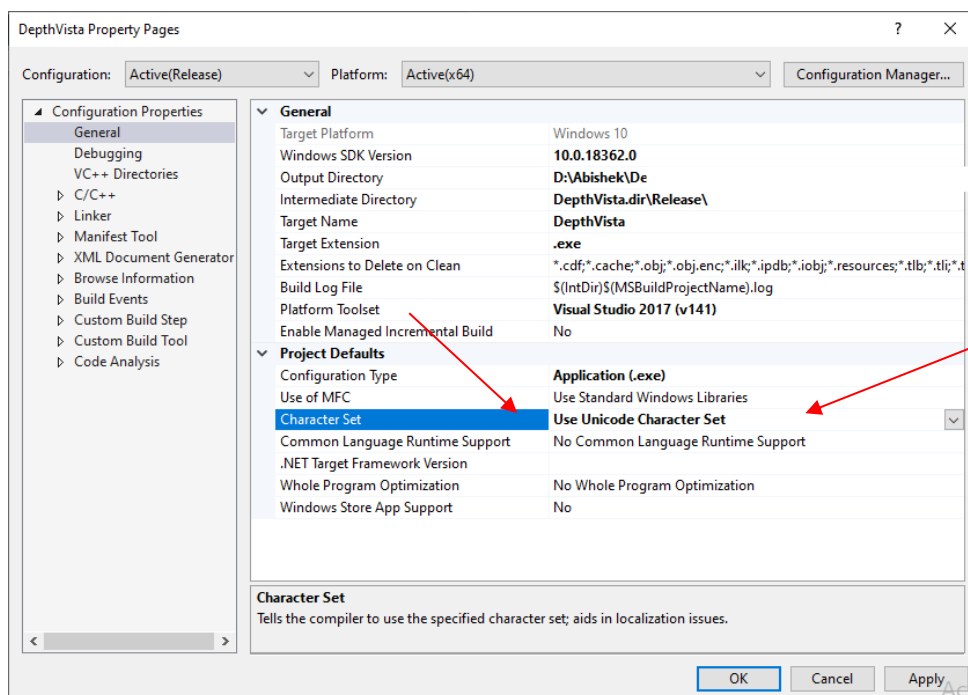 DepthVista Property Pages
Configuration: Active(Release) Platform: Active(x64) Configuration Manager...
Configuration Properties
General
Debugging
VC++ Directories
C/C++
Linker
Manifest Tool
XML Document Generator
Browse Information
Build Events
Custom Build Step
Custom Build Tool
Code Analysis
General
Target Platform Windows 10
Windows SDK Version 10.0.18362.0
Output Directory D:\Abishek\De
Intermediate Directory DepthVista.dir\Release\
Target Name DepthVista
Target Extension .exe
Extensions to Delete on Clean *.cdf;*.cache;*.obj;*.obj.enc;*.ilk;*.ipdb;*.iobj;*.resources;*.tlb;*.tli;*.t
Build Log File $(IntDir)$(MSBuildProjectName).log
Platform Toolset Visual Studio 2017 (v141)
Enable Managed Incremental Build No
Project Defaults
Configuration Type Application (.exe)
Use of MFC Use Standard Windows Libraries
Character Set Use Unicode Character Set
Common Language Runtime Support No Common Language Runtime Support
.NET Target Framework Version
Whole Program Optimization No Whole Program Optimization
Windows Store App Support No
Character Set
Tells the compiler to use the specified character set; aids in localization issues.
OK Cancel Apply